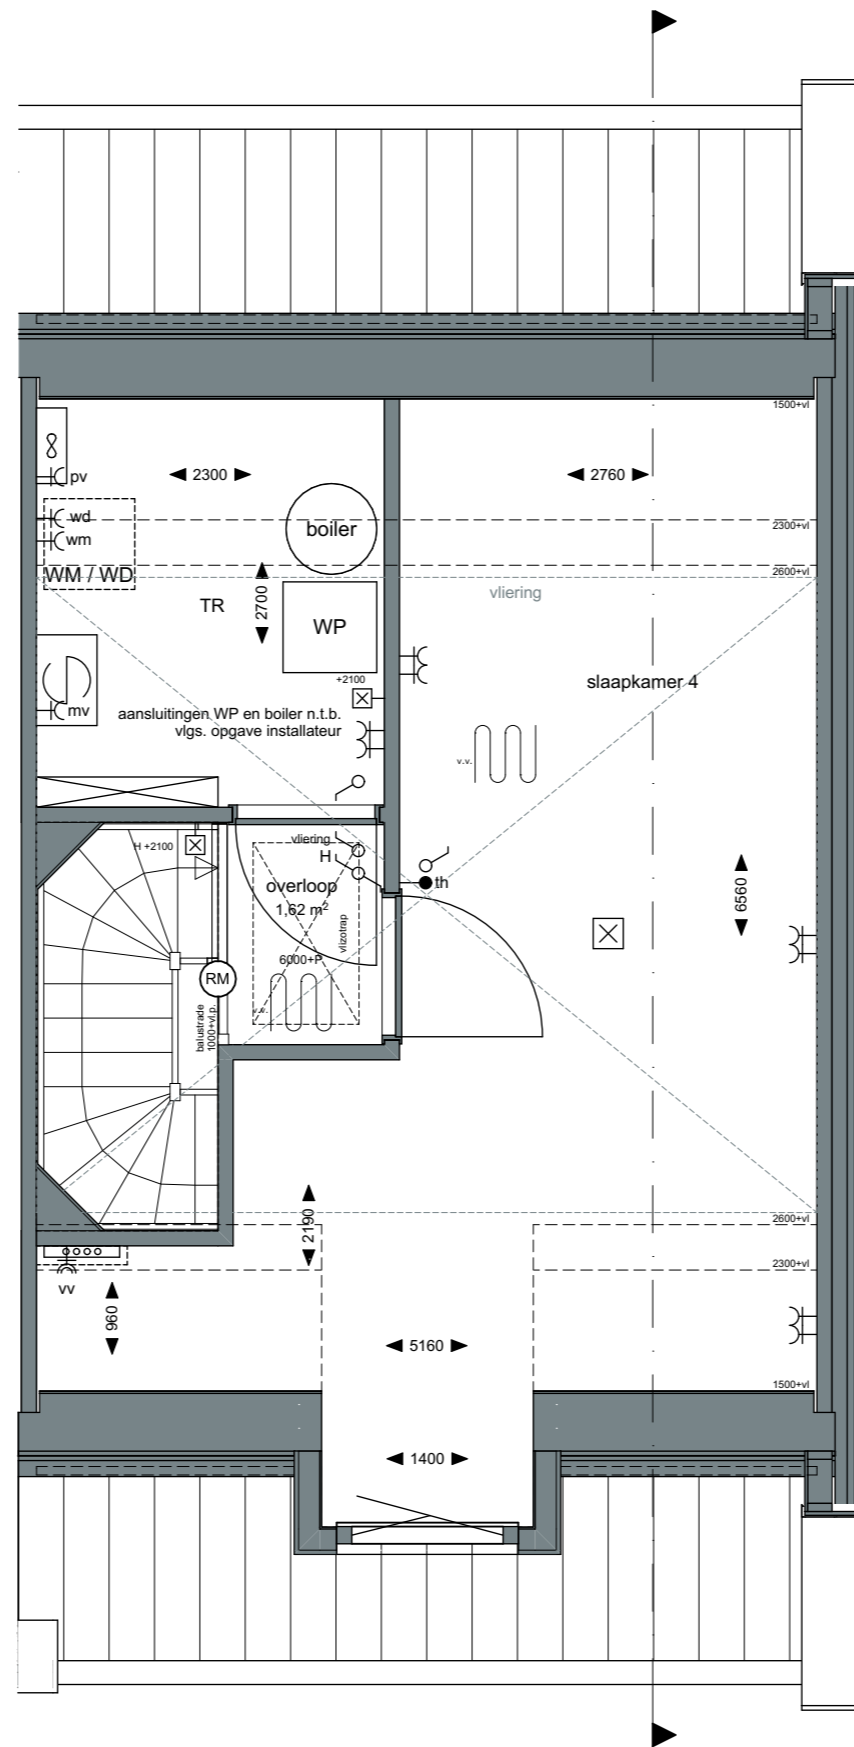 1500+vl
2300
2760
pv
wd
wm
boiler
2300+vl
WM / WD
2600+vl
2700
TR
vliering
WP
+2100
slaapkamer 4
mv
aansluitingen WP en boiler n.t.b.
vlgs. opgave installateur
v.v.
H +2100
vliering
H
overloop
1,62 m²
th
vlizotrap
6560
6000+P
RM
v.v.
balustrade
1000+vl.p.
2190
2600+vl
2300+vl
vv
960
5160
1500+vl
1400